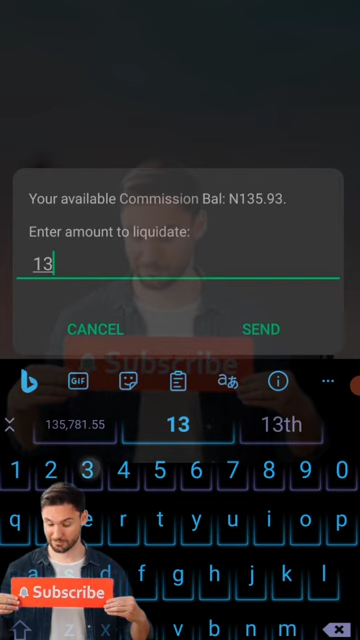 Your available Commission Bal: N135.93.
Enter amount to liquidate:
13
CANCEL SEND
Subscribe
GIF
135,781.55 13 13th
1 2 3 4 5 6 7 8 9 0
q e r t y u i o p
a s d f g h j k l
Subscribe
z x v b n m